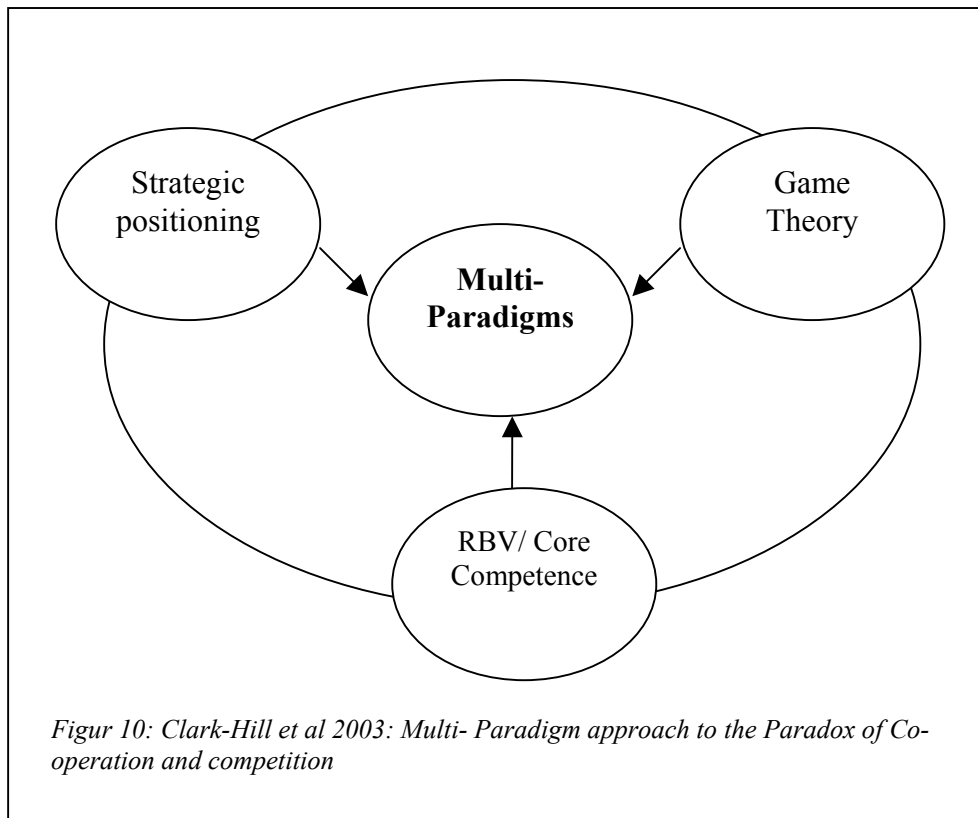 Strategic
positioning
Game
Theory
Multi-
Paradigms
RBV/ Core
Competence
Figur 10: Clark-Hill et al 2003: Multi- Paradigm approach to the Paradox of Co-
operation and competition